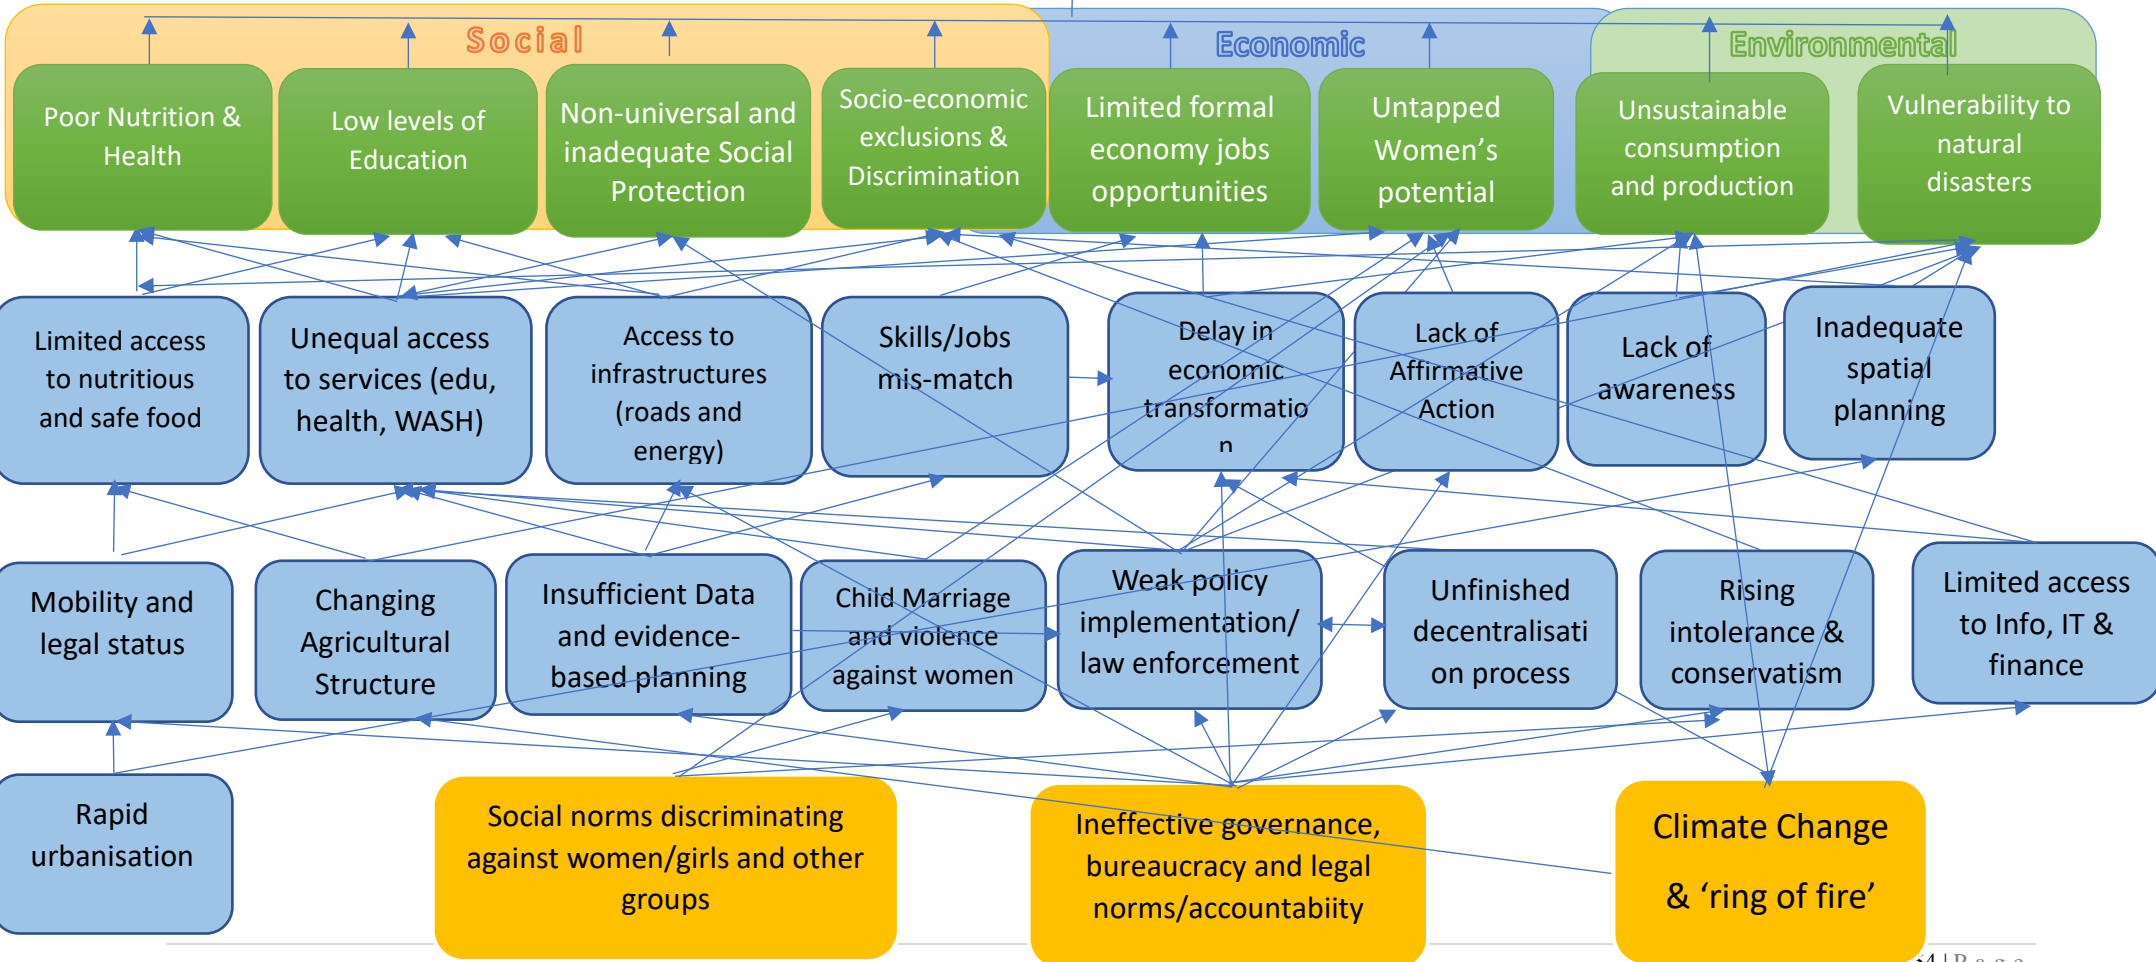 Social
Economic
Environmental
Poor Nutrition &
Health
Low levels of
Education
Non-universal and
inadequate Social
Protection
Socio-economic
exclusions &
Discrimination
Limited formal
economy jobs
opportunities
Untapped
Women's
potential
Unsustainable
consumption
and production
Vulnerability to
natural
disasters
Limited access
to nutritious
and safe food
Unequal access
to services (edu,
health, WASH)
Access to
infrastructures
(roads and
energy)
Skills/Jobs
mis-match
Delay in
economic
transformatio
n
Lack of
Affirmative
Action
Lack of
awareness
Inadequate
spatial
planning
Mobility and
legal status
Changing
Agricultural
Structure
Insufficient Data
and evidence-
based planning
Child Marriage
and violence
against women
Weak policy
implementation/
law enforcement
Unfinished
decentralisati
on process
Rising
intolerance &
conservatism
Limited access
to Info, IT &
finance
Rapid
urbanisation
Social norms discriminating
against women/girls and other
groups
Ineffective governance,
bureaucracy and legal
norms/accountabiity
Climate Change
& 'ring of fire'
| P a g e